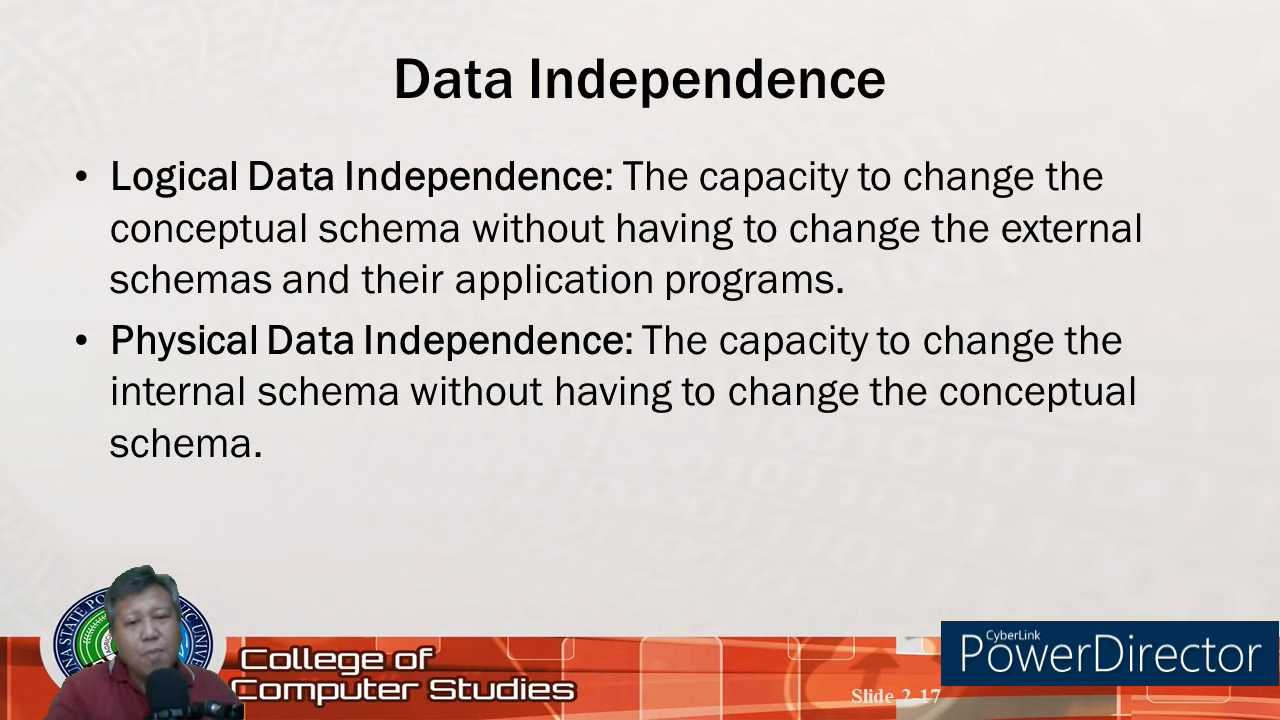 Data Independence
• Logical Data Independence: The capacity to change the
conceptual schema without having to change the external
schemas and their application programs.
• Physical Data Independence: The capacity to change the
internal schema without having to change the conceptual
schema.
College of
Computer Studies
Slide 2-17
CyberLink
PowerDirector